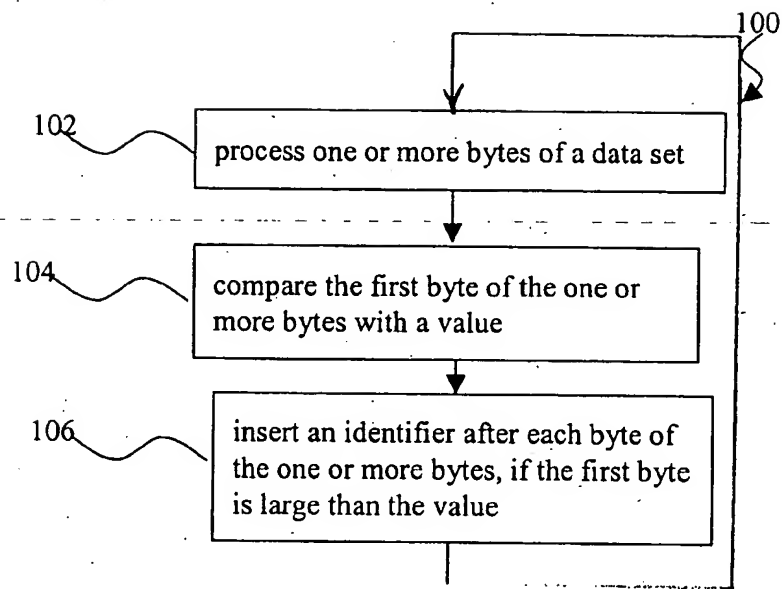 100
102
process one or more bytes of a data set
104
compare the first byte of the one or
more bytes with a value
106
insert an identifier after each byte of
the one or more bytes, if the first byte
is large than the value